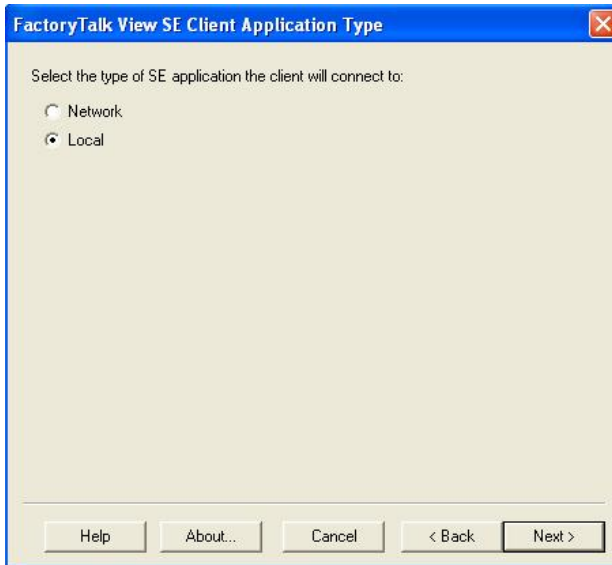 FactoryTalk View SE Client Application Type
Select the type of SE application the client will connect to:
Network
Local
Help About... Cancel < Back Next >